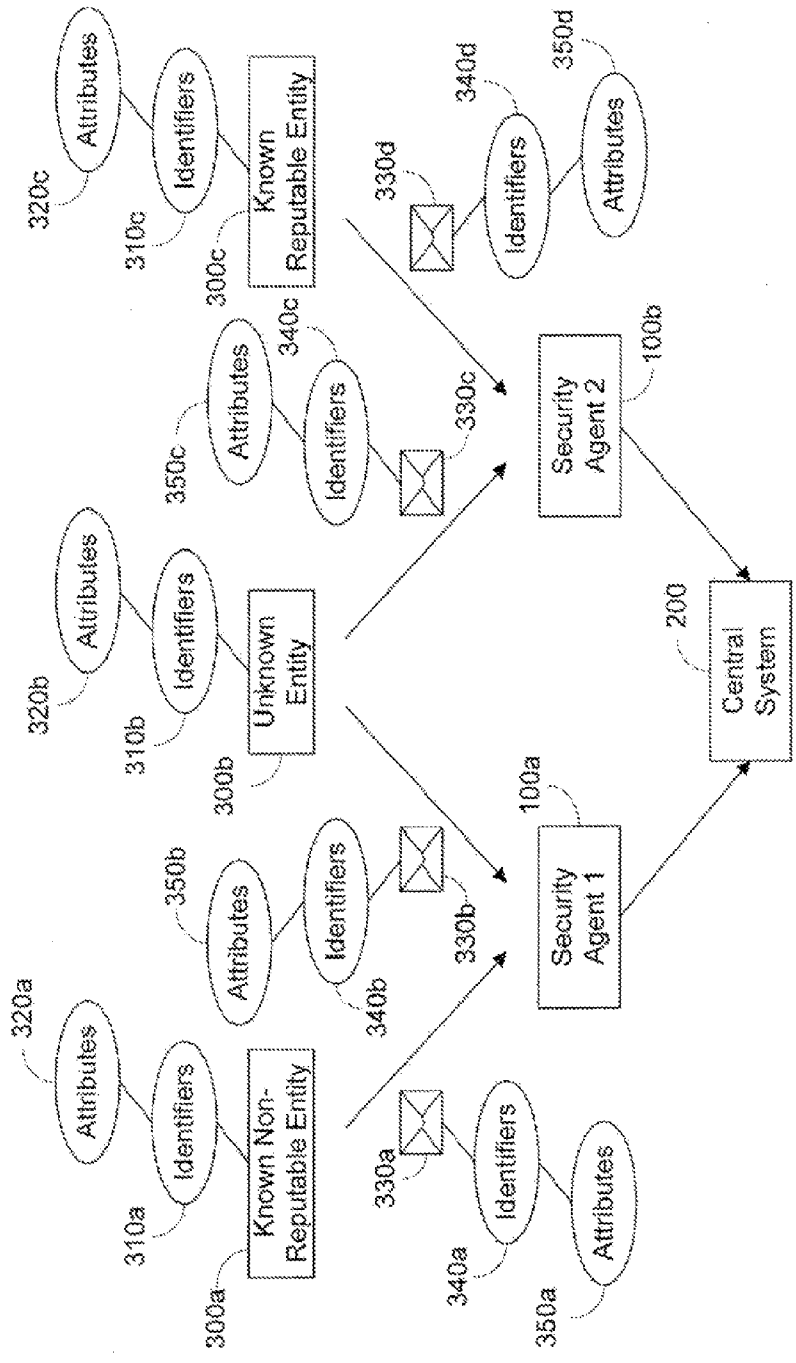 320a
Attributes
310a
Identifiers
300a
Known Non-
Reputable Entity
320b
Attributes
310b
Identifiers
300b
Unknown
Entity
320c
Attributes
310c
Identifiers
300c
Known
Reputable Entity
350b
Attributes
340b
Identifiers
330b
350c
Attributes
340c
Identifiers
330c
330a
340a
Identifiers
350a
Attributes
330d
340d
Identifiers
350d
Attributes
100a
Security
Agent 1
100b
Security
Agent 2
200
Central
System